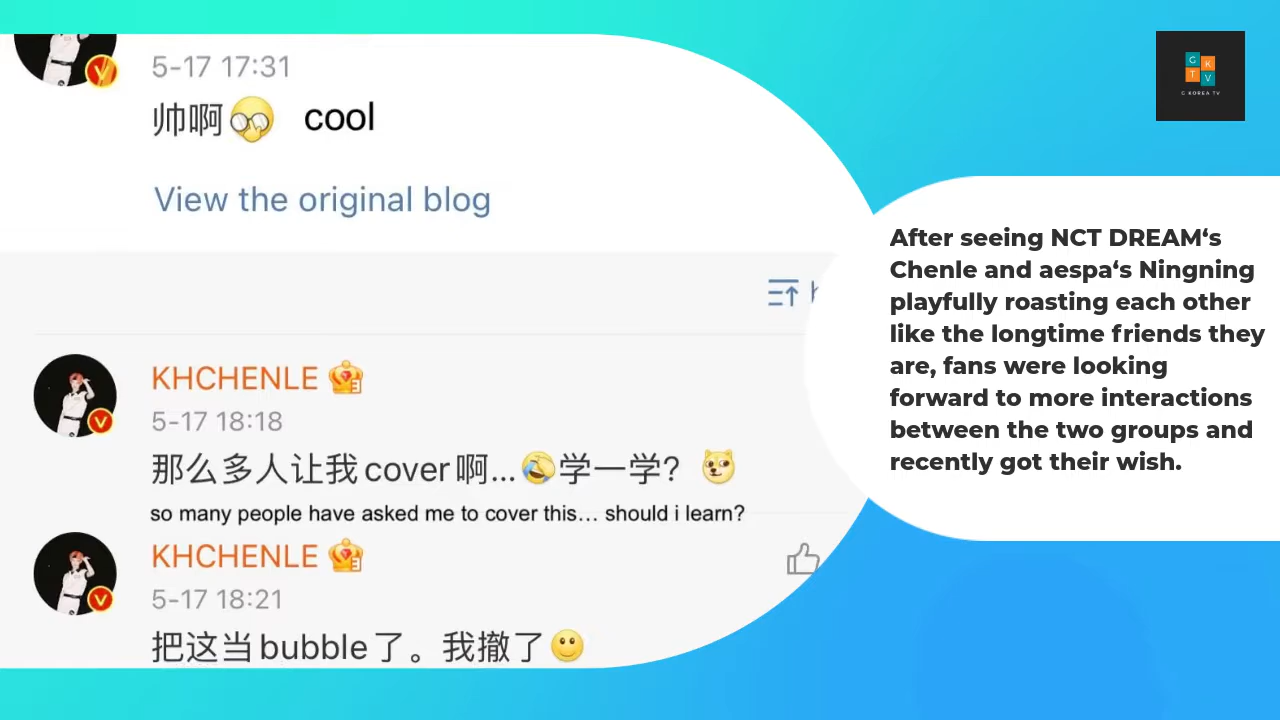 5-17 17:31
帅啊 cool
View the original blog
KHCHENLE
5-17 18:18
那么多人让我cover啊...学一学？
so many people have asked me to cover this... should i learn?
KHCHENLE
5-17 18:21
把这当bubble了。我撤了
G K
T V
G KOREA TV
After seeing NCT DREAM‘s
Chenle and aespa‘s Ningning
playfully roasting each other
like the longtime friends they
are, fans were looking
forward to more interactions
between the two groups and
recently got their wish.